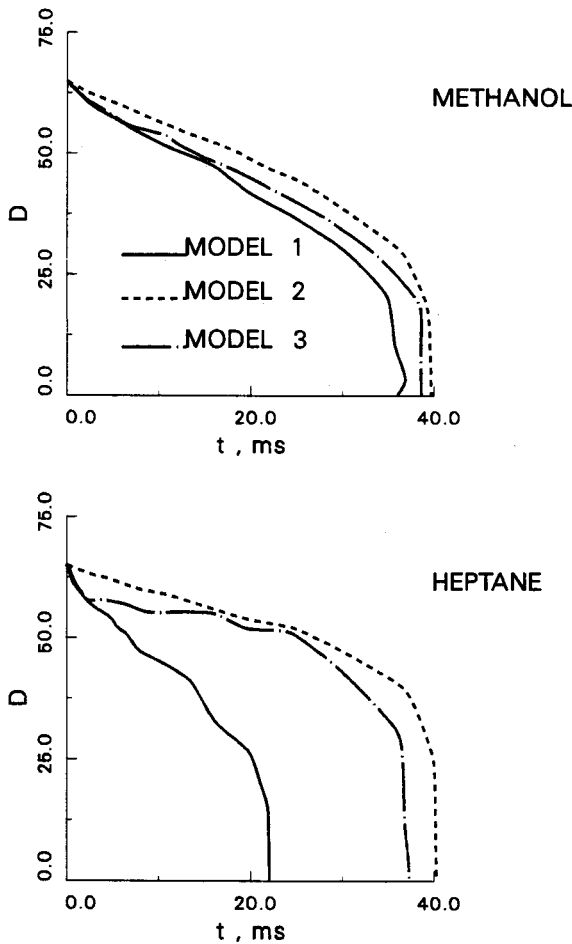 75.0
METHANOL
50.0
D
MODEL 1
25.0
MODEL 2
MODEL 3
0.0
0.0 20.0 40.0
t , ms
75.0
HEPTANE
50.0
D
25.0
0.0
0.0 20.0 40.0
t , ms